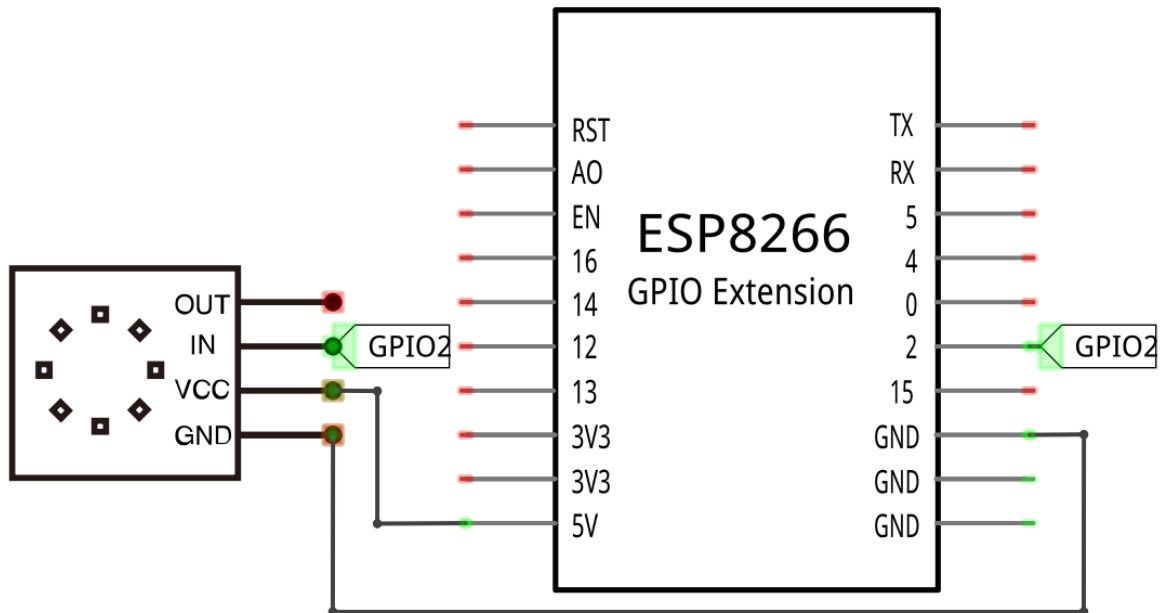 OUT
IN
VCC
GND
GPIO2
RST
AO
EN
16
14
12
13
3V3
3V3
5V
ESP8266
GPIO Extension
TX
RX
5
4
0
2
15
GND
GND
GND
GPIO2